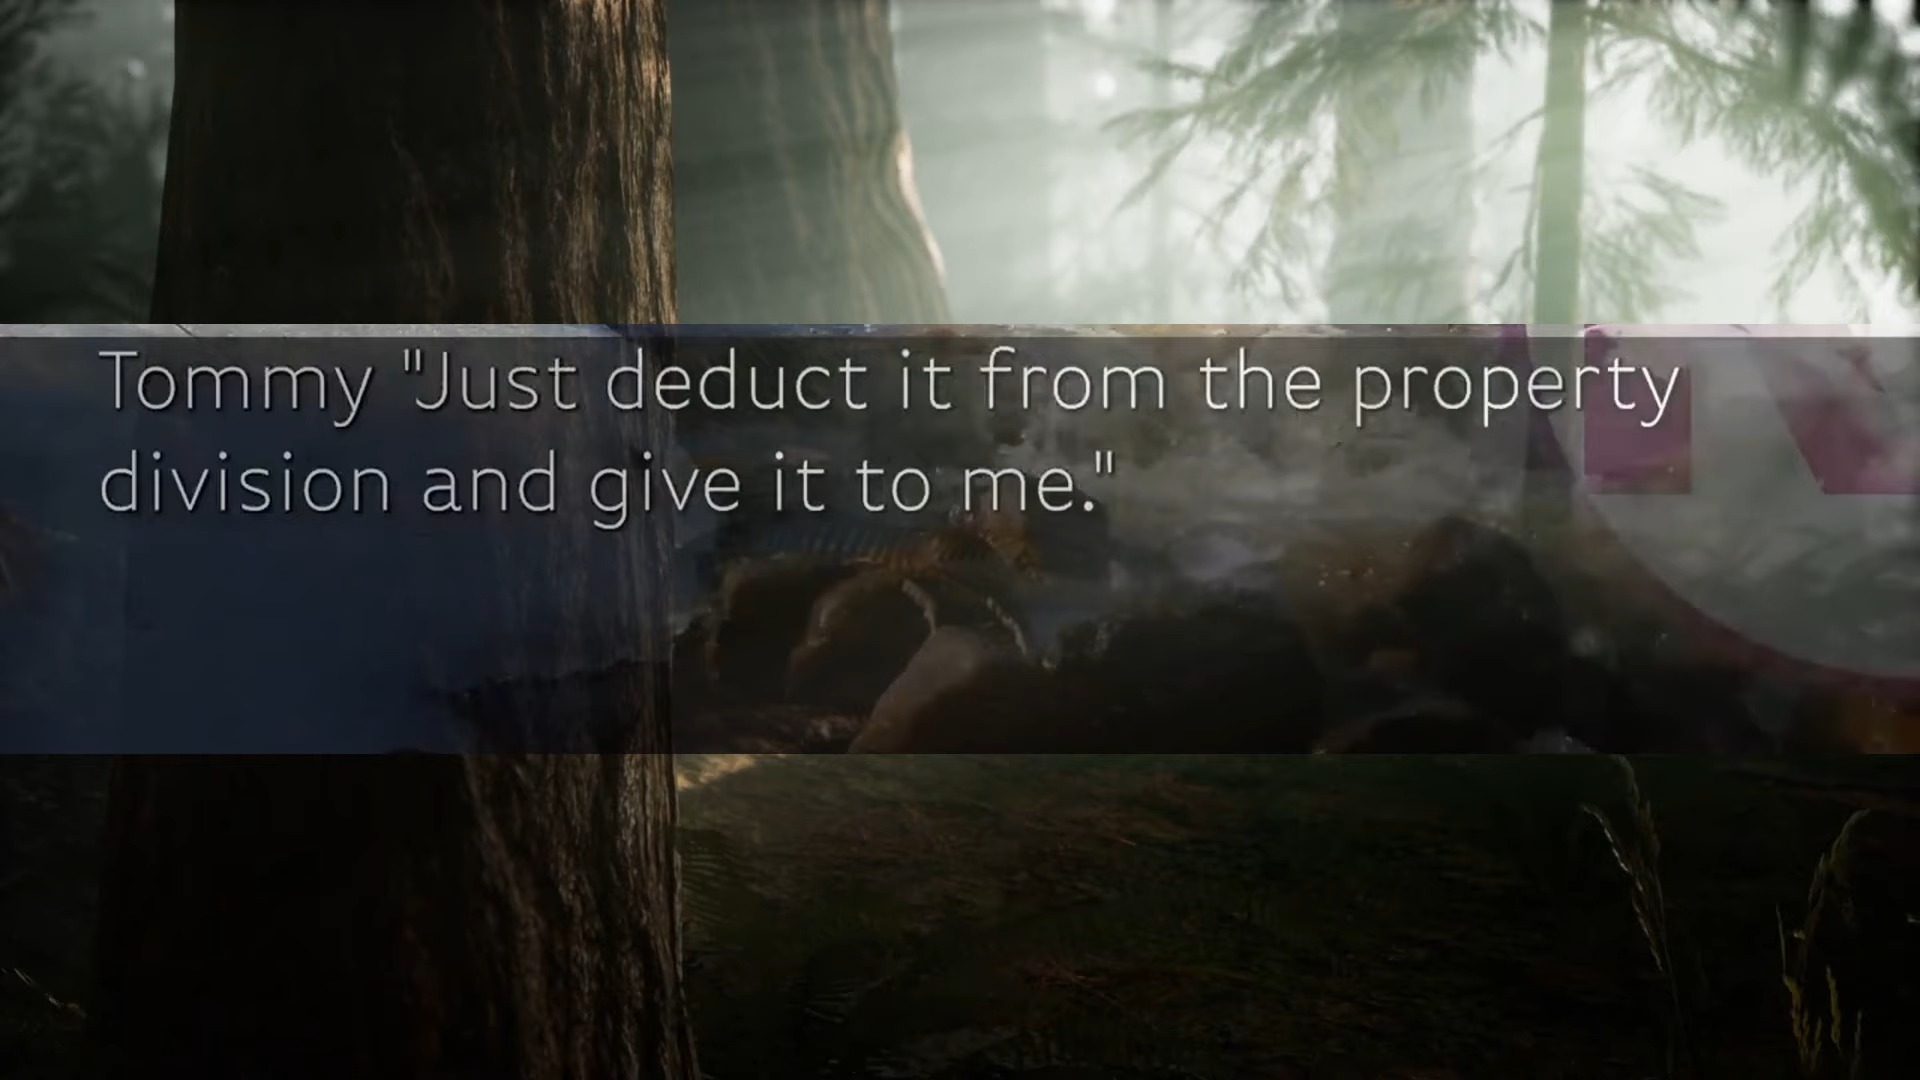 Tommy "Just deduct it from the property
division and give it to me."